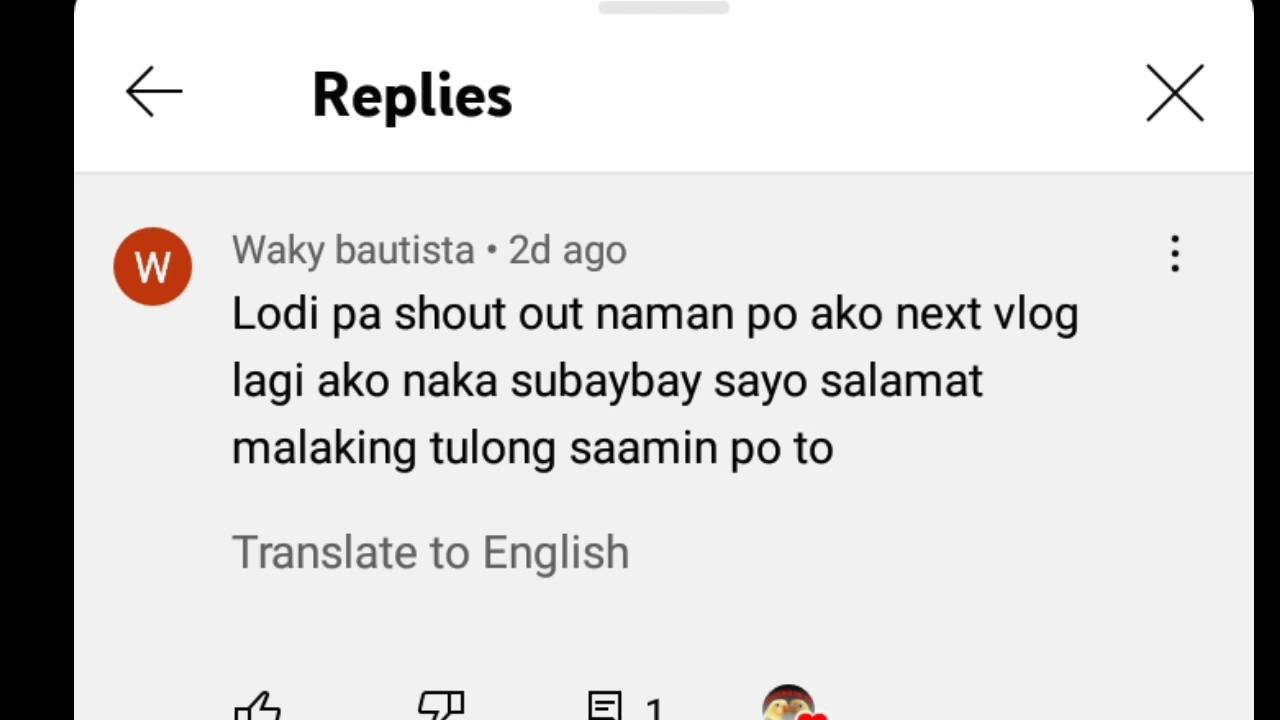 Replies
W
Waky bautista • 2d ago
Lodi pa shout out naman po ako next vlog
lagi ako naka subaybay sayo salamat
malaking tulong saamin po to
Translate to English
1